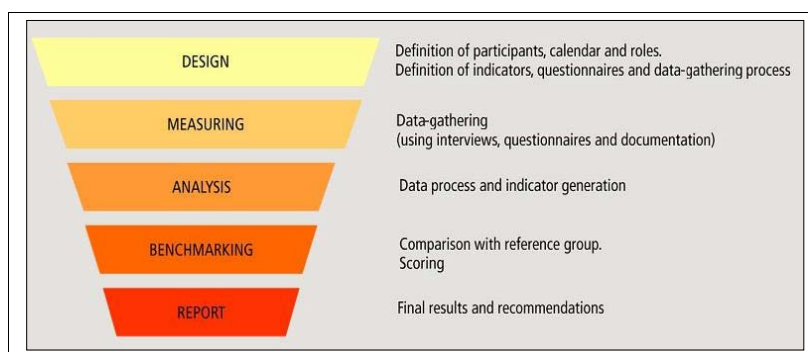 DESIGN
Definition of participants, calendar and roles.
Definition of indicators, questionnaires and data-gathering process
MEASURING
Data-gathering
(using interviews, questionnaires and documentation)
ANALYSIS
Data process and indicator generation
BENCHMARKING
Comparison with reference group.
Scoring
REPORT
Final results and recommendations